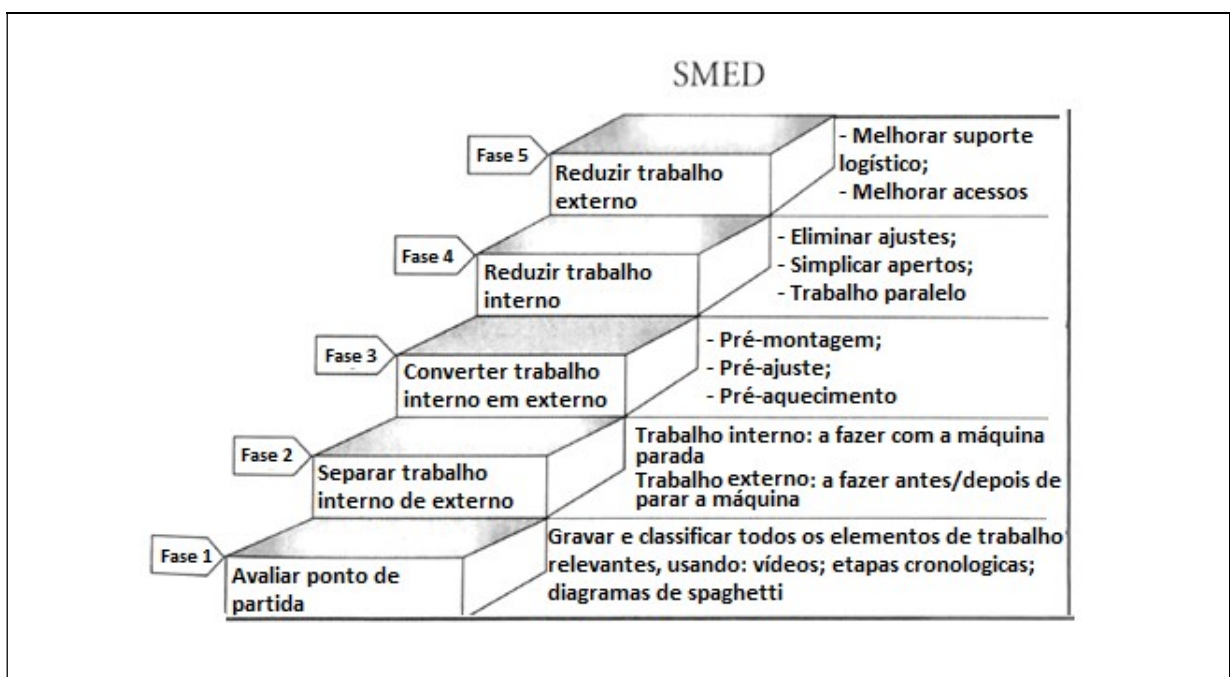 SMED
Fase 5
Reduzir trabalho
externo
- Melhorar suporte
logístico;
- Melhorar acessos
Fase 4
Reduzir trabalho
interno
- Eliminar ajustes;
- Simplicar apertos;
- Trabalho paralelo
Fase 3
Converter trabalho
interno em externo
- Pré-montagem;
- Pré-ajuste;
- Pré-aquecimento
Fase 2
Separar trabalho
interno de externo
Trabalho interno: a fazer com a máquina
parada
Trabalho externo: a fazer antes/depois de
parar a máquina
Fase 1
Avaliar ponto de
partida
Gravar e classificar todos os elementos de trabalho
relevantes, usando: vídeos; etapas cronologicas;
diagramas de spaghetti